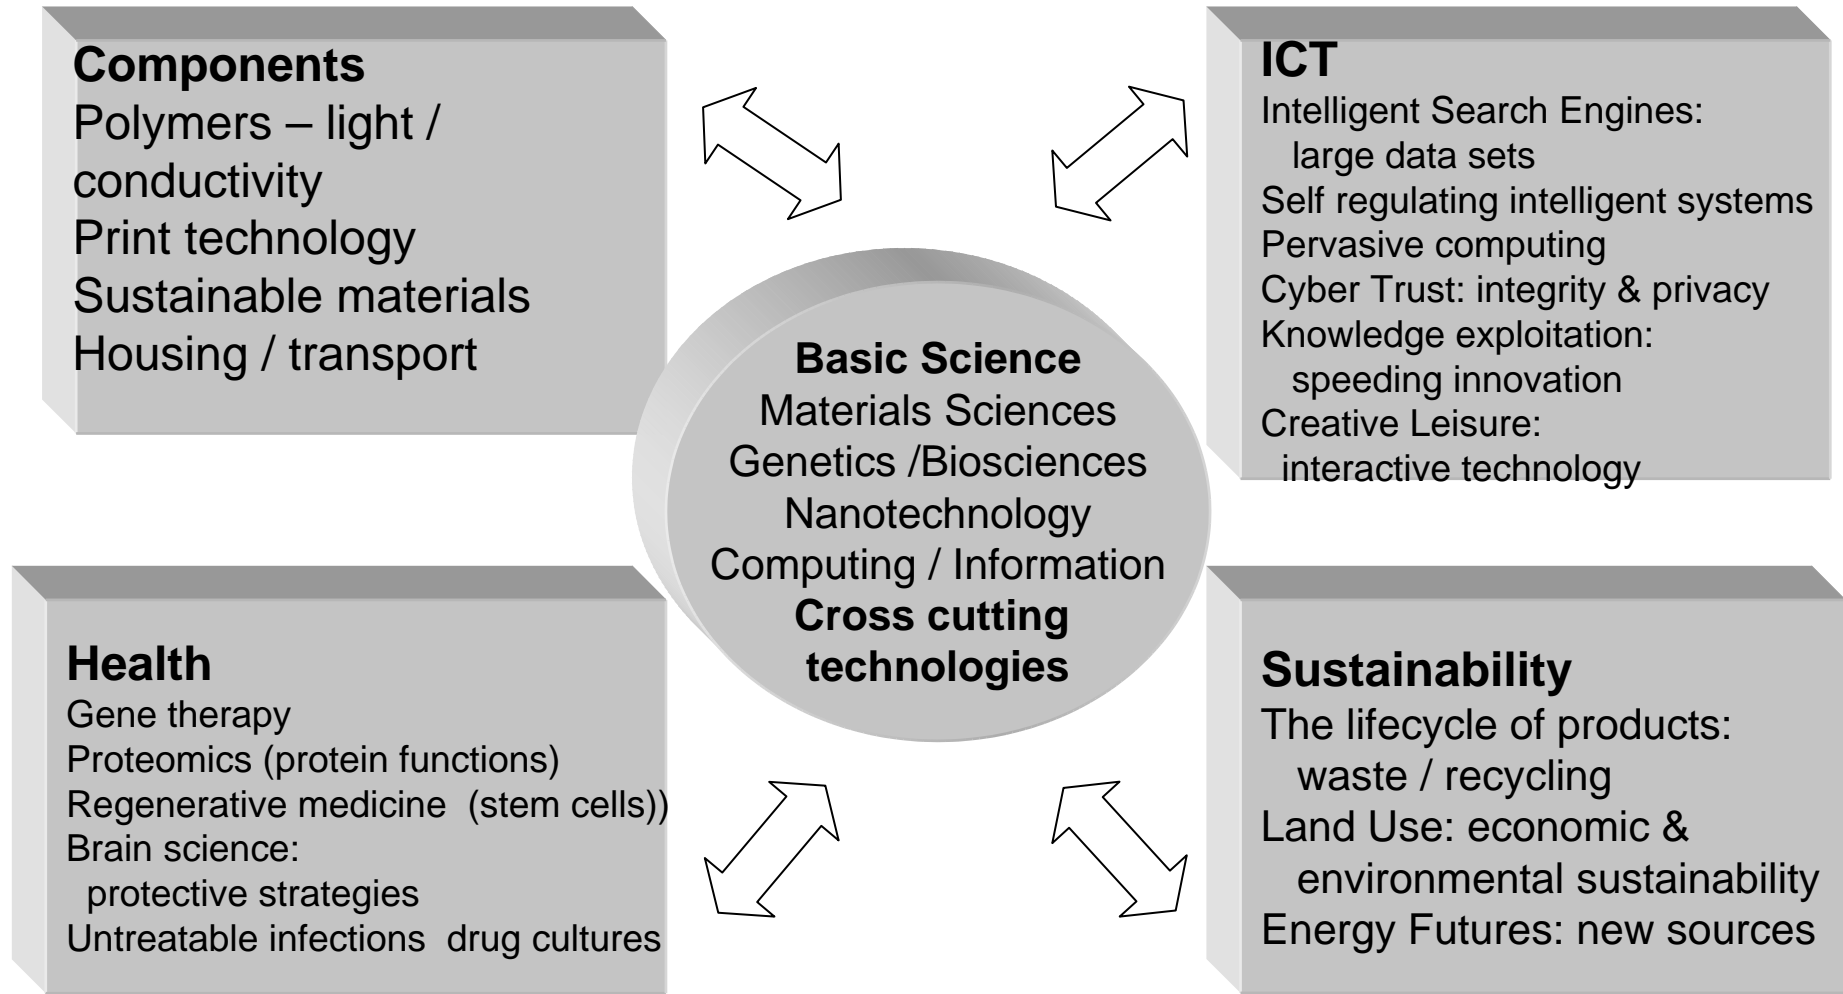 Components
Polymers – light /
conductivity
Print technology
Sustainable materials
Housing / transport
ICT
Intelligent Search Engines:
large data sets
Self regulating intelligent systems
Pervasive computing
Cyber Trust: integrity & privacy
Knowledge exploitation:
speeding innovation
Creative Leisure:
interactive technology
Basic Science
Materials Sciences
Genetics /Biosciences
Nanotechnology
Computing / Information
Cross cutting
technologies
Health
Gene therapy
Proteomics (protein functions)
Regenerative medicine  (stem cells))
Brain science:
protective strategies
Untreatable infections  drug cultures
Sustainability
The lifecycle of products:
waste / recycling
Land Use: economic &
environmental sustainability
Energy Futures: new sources